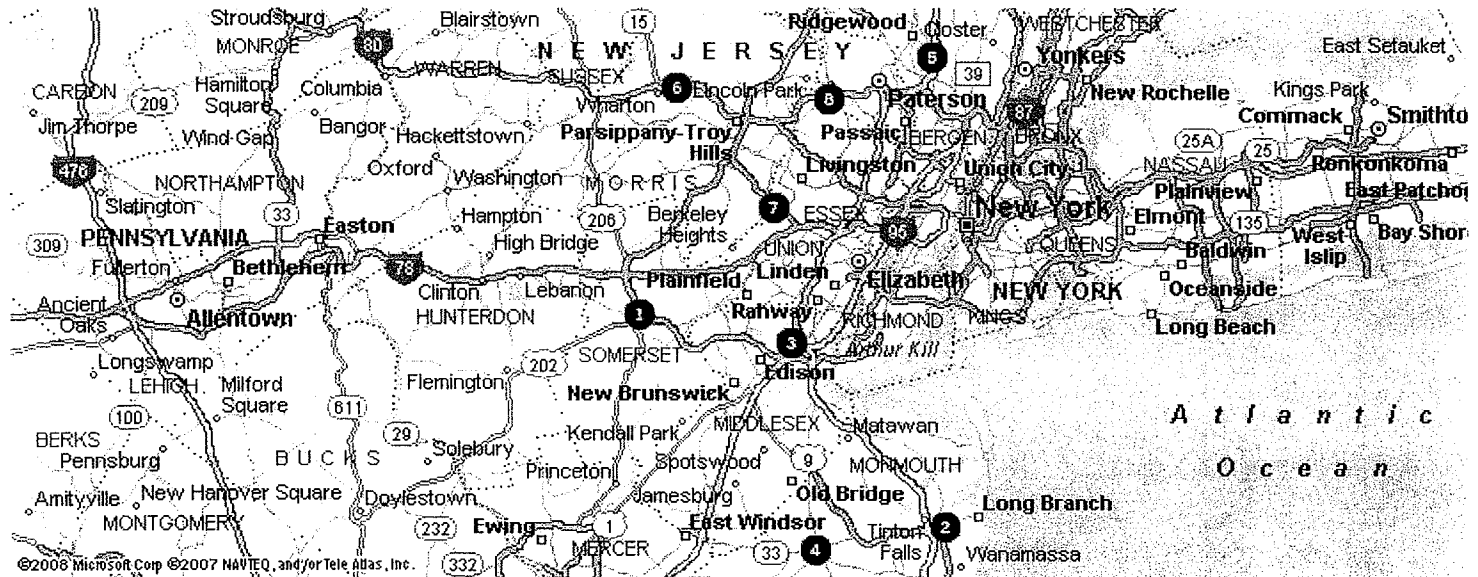 Stroudsburg
80
Blairstown
15
Ridgewood
Closter
WESTCHESTER
MONROE
NEW JERSEY
5
Yonkers
East Setauket
WARREN
SUSSEX
39
CARBON
209
Hamilton
Square
Columbia
Wharton
6
Lincoln Park
8
Paterson
87
New Rochelle
Kings Park
Commack
Smithto
Jim Thorpe
Wind Gap
Bangor
Hackettstown
Parsippany-Troy
Hills
Passaic
BERGEN
BRONX
25A
25
476
Oxford
Livingston
Union City
NASSAU
Ronkonkoma
NORTHAMPTON
Washington
MORRIS
Plainview
East Patchog
Slatington
33
Hampton
206
Berkeley
Heights
7
ESSEX
95
New York
Elmont
135
309
PENNSYLVANIA
Easton
High Bridge
UNION
QUEENS
Baldwin
West
Islip
Bay Shore
Fullerton
Bethlehem
78
Clinton
Lebanon
Plainfield
Linden
Elizabeth
NEW YORK
Oceanside
Ancient
Oaks
Allentown
HUNTERDON
1
Rahway
RICHMOND
KINGS
Long Beach
Longswamp
LEHIGH
Milford
Square
202
SOMERSET
3
Arthur Kill
Flemington
Edison
New Brunswick
100
611
29
Kendall Park
MIDDLESEX
Matawan
Atlantic
Ocean
BERKS
Pennsburg
BUCKS
Solebury
Princeton
Spotswood
9
MONMOUTH
Amityville
New Hanover Square
Doylestown
Jamesburg
Old Bridge
Long Branch
MONTGOMERY
232
Ewing
1
East Windsor
Tinton
Falls
2
332
MERCER
33
4
Wanamassa
©2006 Microsoft Corp ©2007 NAVTEQ, and/or Tele Atlas, Inc.